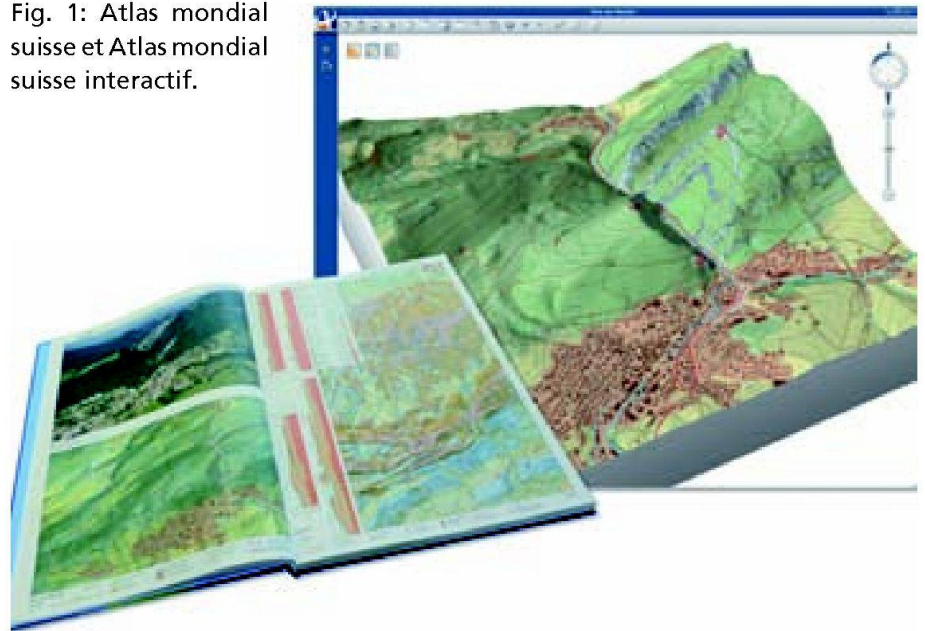 Fig. 1: Atlas mondial
suisse et Atlas mondial
suisse interactif.